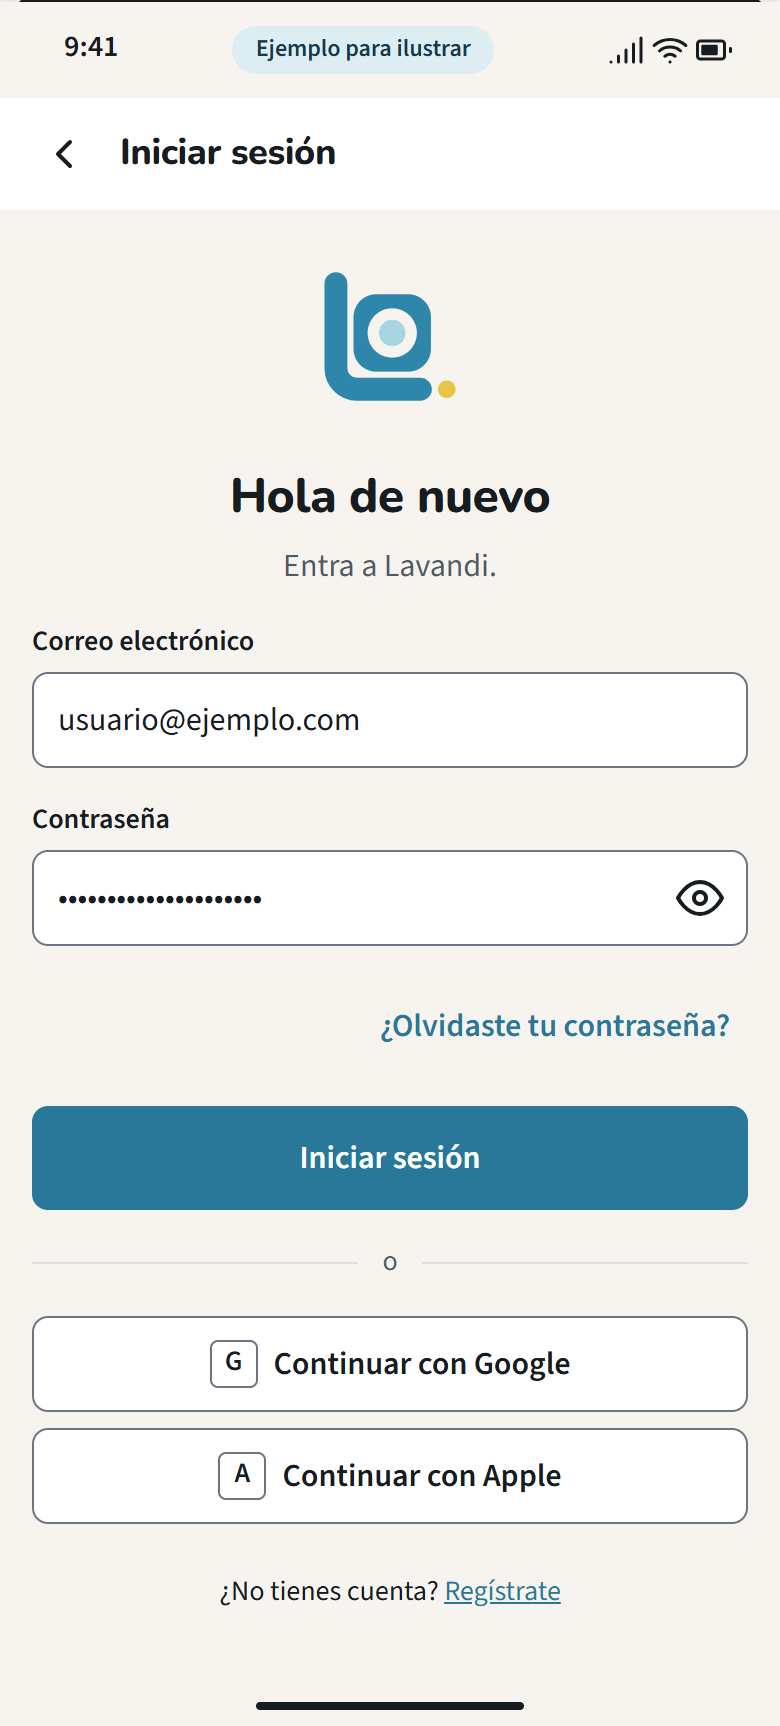 9:41
Ejemplo para ilustrar
Iniciar sesión
Hola de nuevo
Entra a Lavandi.
Correo electrónico
usuario@ejemplo.com
Contraseña
•••••••••••••••••••••
¿Olvidaste tu contraseña?
Iniciar sesión
o
G Continuar con Google
A Continuar con Apple
¿No tienes cuenta? Regístrate